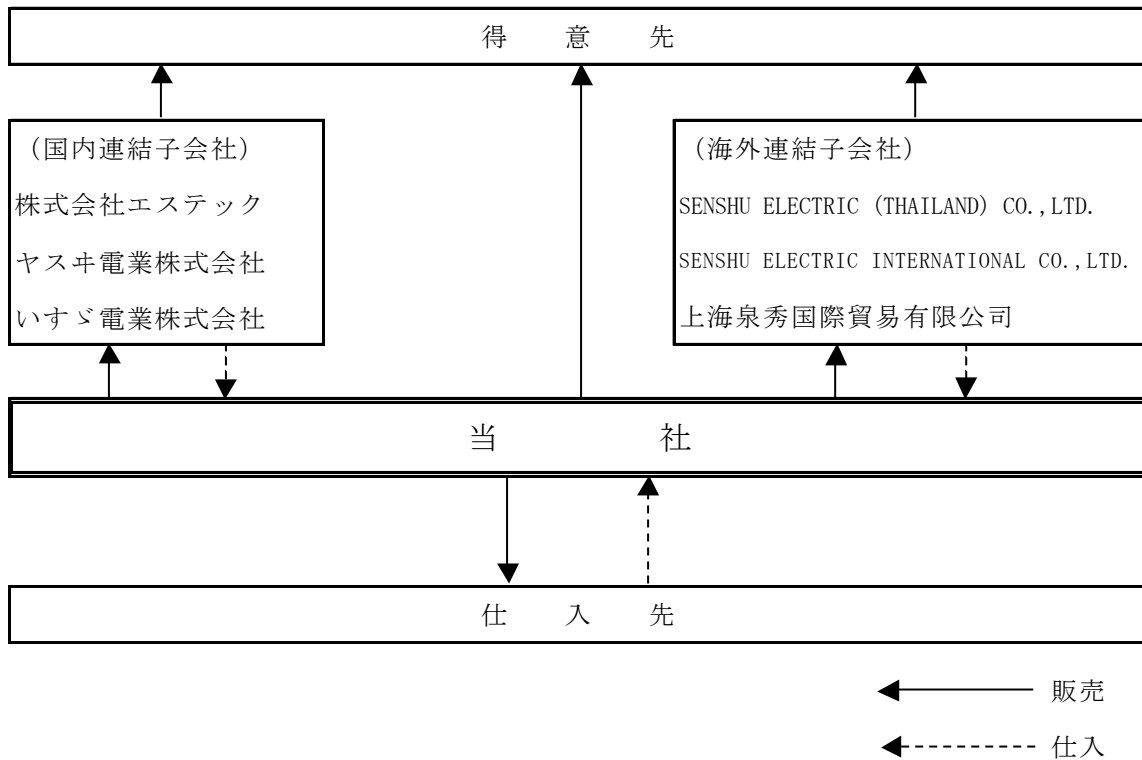 得意先
（国内連結子会社）
株式会社エステック
ヤスヰ電業株式会社
いすゞ電業株式会社
（海外連結子会社）
SENSHU ELECTRIC (THAILAND) CO.,LTD.
SENSHU ELECTRIC INTERNATIONAL CO.,LTD.
上海泉秀国際貿易有限公司
当社
仕入先
販売
仕入